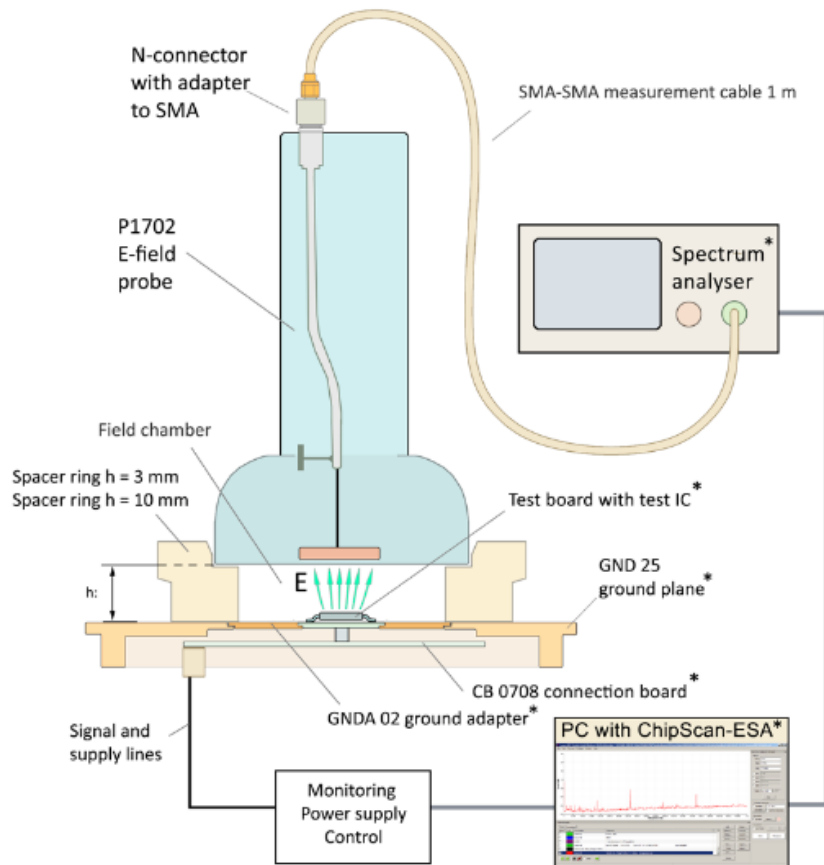 N-connector
with adapter
to SMA
SMA-SMA measurement cable 1 m
P1702
E-field
probe
Spectrum*
analyser
Field chamber
Spacer ring h = 3 mm
Spacer ring h = 10 mm
Test board with test IC*
E
h:
GND 25
ground plane*
CB 0708 connection board*
GNDA 02 ground adapter*
Signal and
supply lines
Monitoring
Power supply
Control
PC with ChipScan-ESA*